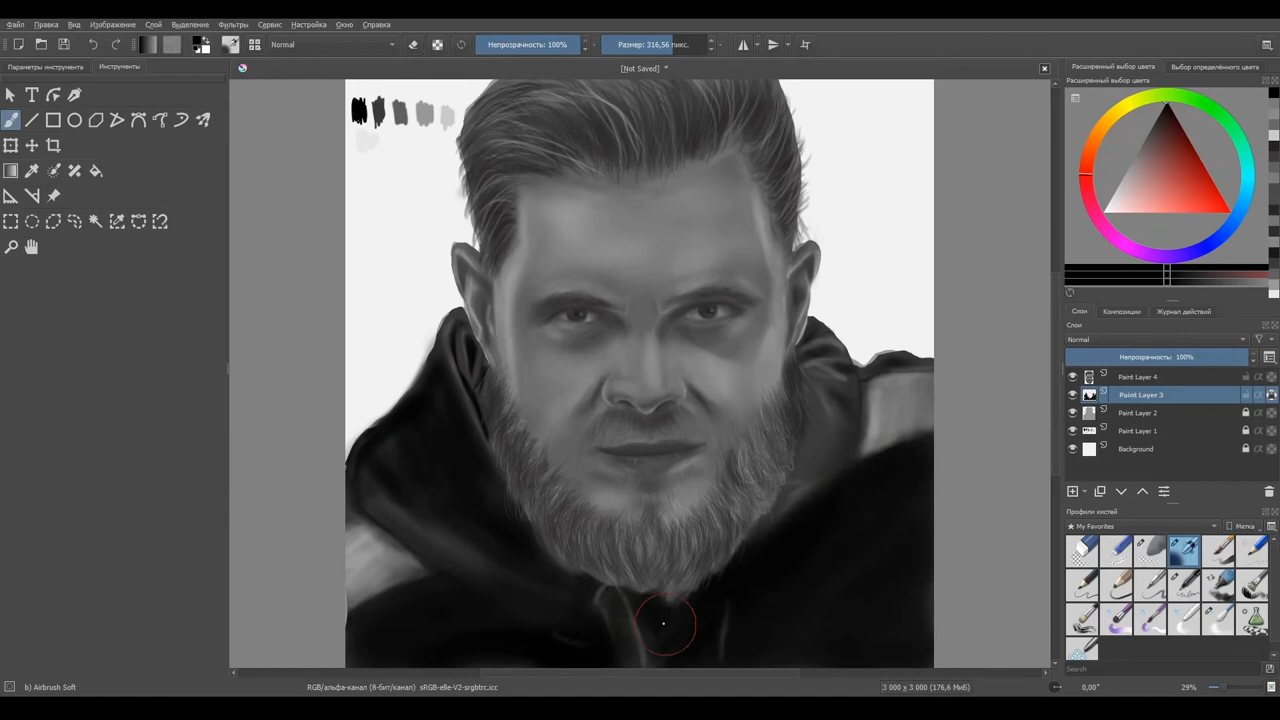 Файл Правка Вид Изображение Слой Выделение Фильтры Сервис Настройка Окно Справка
Normal Непрозрачность: 100% Размер: 316,56 пикс.
Параметры инструмента Инструменты [Not Saved] * Расширенный выбор цвета Выбор определённого цвета
Расширенный выбор цвета
Слои Композиции Журнал действий
Слои
Normal
Непрозрачность: 100%
Paint Layer 4
Paint Layer 3
Paint Layer 2
Paint Layer 1
Background
Профили кистей
★ My Favorites Метка
Search
b) Airbrush Soft RGB/альфа-канал (8-бит/канал) sRGB-elle-V2-srgbtrc.icc 3 000 x 3 000 (176,6 МиБ) 0,00° 29%